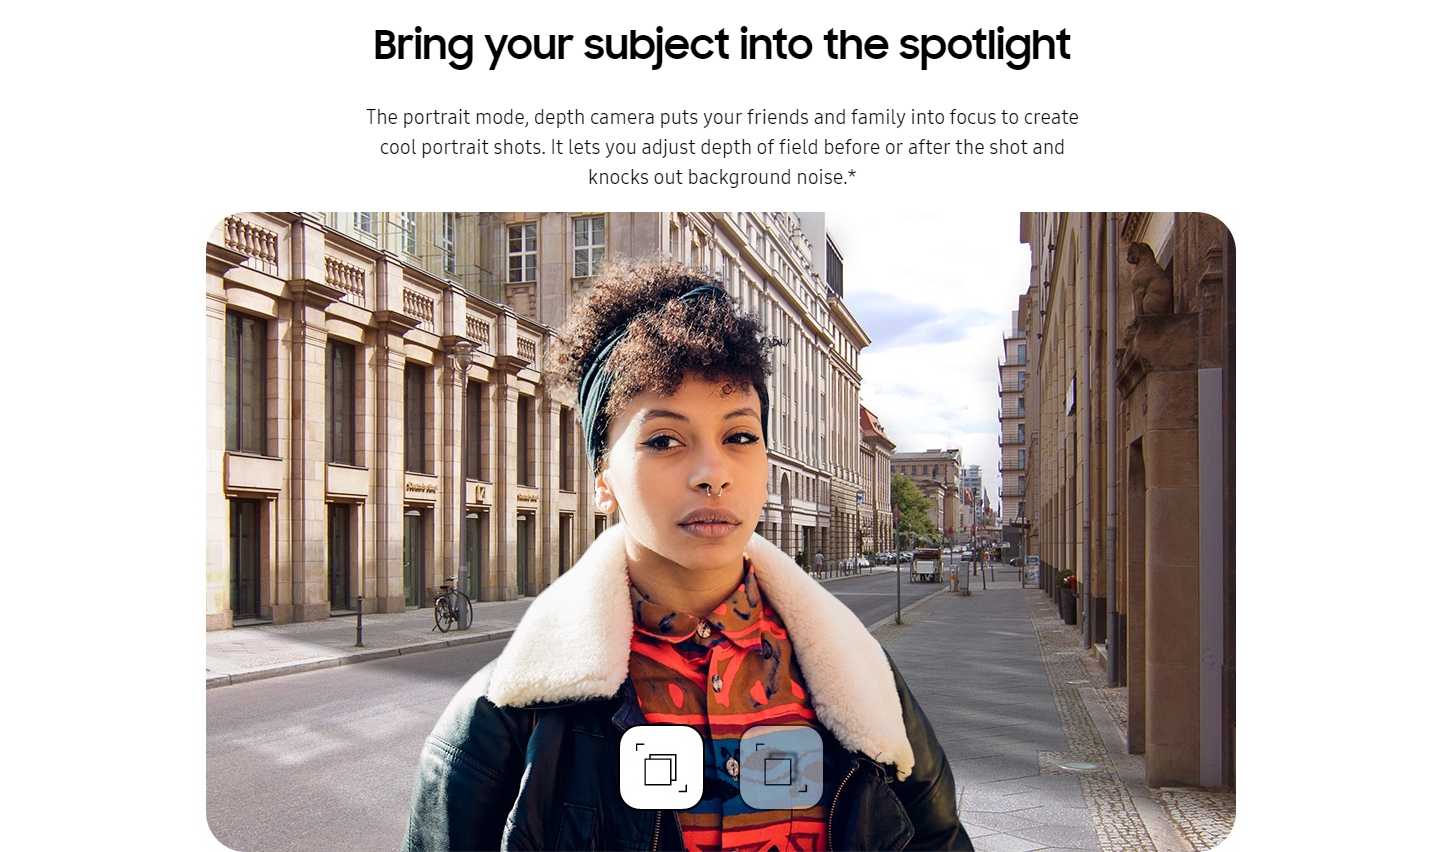 Bring your subject into the spotlight
The portrait mode, depth camera puts your friends and family into focus to create
cool portrait shots. It lets you adjust depth of field before or after the shot and
knocks out background noise.*